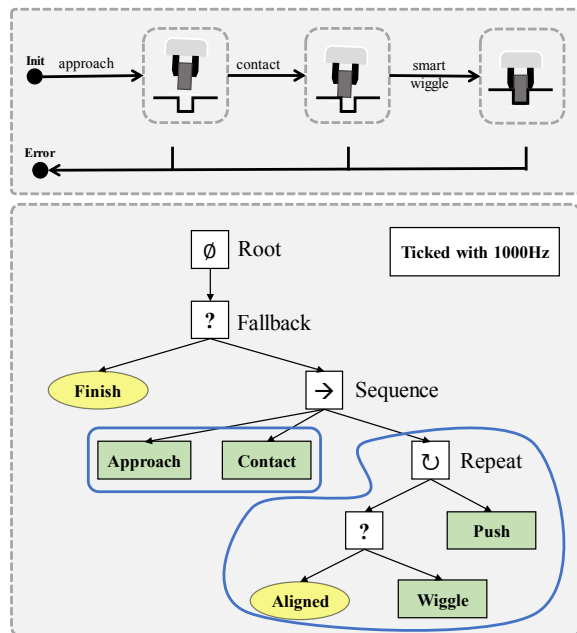 Init
approach
contact
smart
wiggle
Error
Ø
Root
Ticked with 1000Hz
?
Fallback
Finish
→
Sequence
Approach
Contact
↻
Repeat
?
Push
Aligned
Wiggle